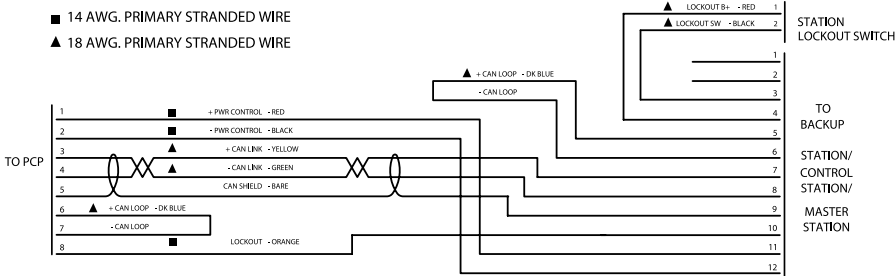 ■ 14 AWG. PRIMARY STRANDED WIRE
▲ 18 AWG. PRIMARY STRANDED WIRE
▲ LOCKOUT B+ - RED 1
▲ LOCKOUT SW - BLACK 2
STATION
LOCKOUT SWITCH
1
2
3
4
5
6
7
8
9
10
11
12
TO
BACKUP
STATION/
CONTROL
STATION/
MASTER
STATION
▲ + CAN LOOP - DK BLUE
- CAN LOOP
TO PCP
1 ■ + PWR CONTROL - RED
2 ■ - PWR CONTROL - BLACK
3 ▲ + CAN LINK - YELLOW
4 ▲ - CAN LINK - GREEN
5 CAN SHIELD - BARE
6 ▲ + CAN LOOP - DK BLUE
7 - CAN LOOP
8 ■ LOCKOUT - ORANGE